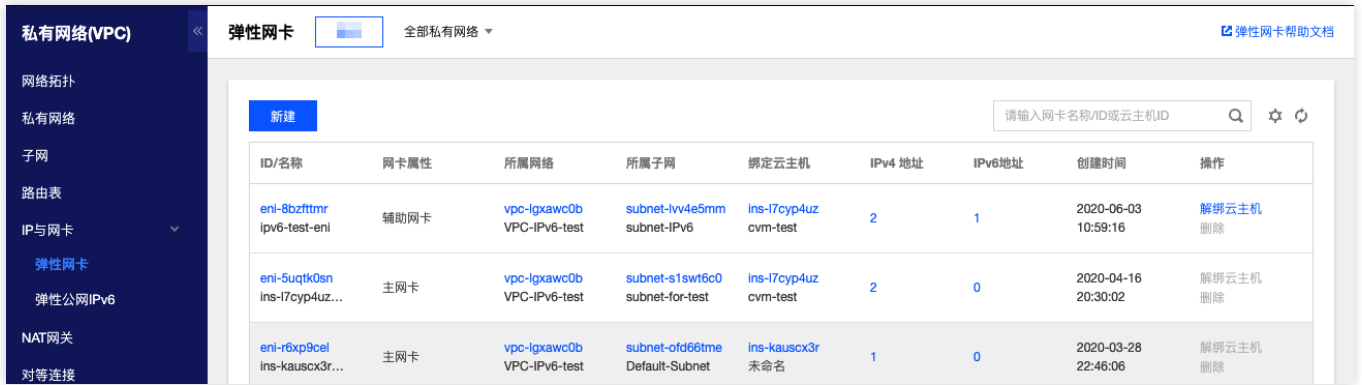 私有网络(VPC)
«
弹性网卡
全部私有网络
弹性网卡帮助文档
网络拓扑
私有网络
子网
路由表
IP与网卡
弹性网卡
弹性公网IPv6
NAT网关
对等连接
新建
请输入网卡名称/ID或云主机ID
ID/名称 网卡属性 所属网络 所属子网 绑定云主机 IPv4 地址 IPv6地址 创建时间 操作
eni-8bzfttmr vpc-lgxawc0b subnet-lvv4e5mm ins-l7cyp4uz 2020-06-03 解绑云主机
ipv6-test-eni 辅助网卡 VPC-IPv6-test subnet-IPv6 cvm-test 2 1 10:59:16 删除
eni-5uqtk0sn vpc-lgxawc0b subnet-s1swt6c0 ins-l7cyp4uz 2020-04-16 解绑云主机
ins-l7cyp4uz... 主网卡 VPC-IPv6-test subnet-for-test cvm-test 2 0 20:30:02 删除
eni-r6xp9cel vpc-lgxawc0b subnet-ofd66tme ins-kauscx3r 2020-03-28 解绑云主机
ins-kauscx3r... 主网卡 VPC-IPv6-test Default-Subnet 未命名 1 0 22:46:06 删除